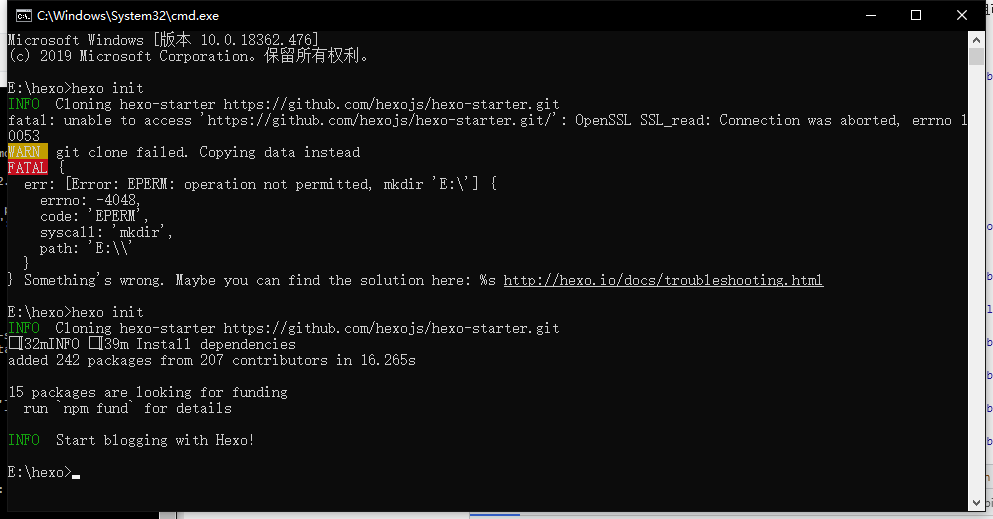 C:\Windows\System32\cmd.exe
Microsoft Windows [版本 10.0.18362.476]
(c) 2019 Microsoft Corporation。保留所有权利。
E:\hexo>hexo init
INFO  Cloning hexo-starter https://github.com/hexojs/hexo-starter.git
fatal: unable to access 'https://github.com/hexojs/hexo-starter.git/': OpenSSL SSL_read: Connection was aborted, errno 1
0053
WARN  git clone failed. Copying data instead
FATAL {
  err: [Error: EPERM: operation not permitted, mkdir 'E:\'] {
    errno: -4048,
    code: 'EPERM',
    syscall: 'mkdir',
    path: 'E:\\'
  }
} Something's wrong. Maybe you can find the solution here: %s http://hexo.io/docs/troubleshooting.html
E:\hexo>hexo init
INFO  Cloning hexo-starter https://github.com/hexojs/hexo-starter.git
[32mINFO [39m Install dependencies
added 242 packages from 207 contributors in 16.265s
15 packages are looking for funding
  run `npm fund` for details
INFO  Start blogging with Hexo!
E:\hexo>